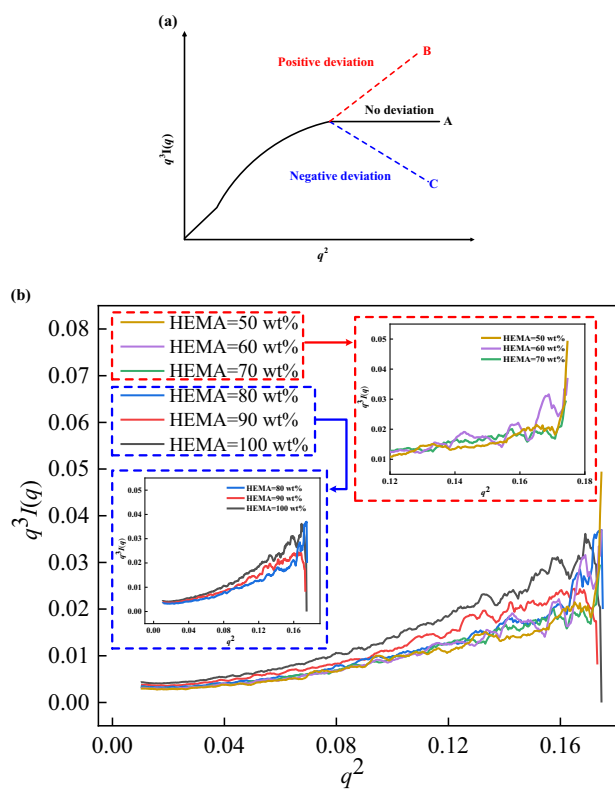 (a)
Positive deviation
B
No deviation
A
Negative deviation
C
q³I(q)
q²
(b)
HEMA=50 wt%
HEMA=60 wt%
HEMA=70 wt%
HEMA=80 wt%
HEMA=90 wt%
HEMA=100 wt%
0.08
0.07
0.06
0.05
0.04
0.03
0.02
0.01
0.00
q³I(q)
0.00 0.04 0.08 0.12 0.16
q²
HEMA=50 wt%
HEMA=60 wt%
HEMA=70 wt%
0.05
0.04
0.03
0.02
0.01
q³I(q)
0.12 0.14 0.16 0.18
q²
HEMA=80 wt%
HEMA=90 wt%
HEMA=100 wt%
0.05
0.04
0.03
0.02
0.01
0.00
q³I(q)
0.00 0.04 0.08 0.12 0.16
q²